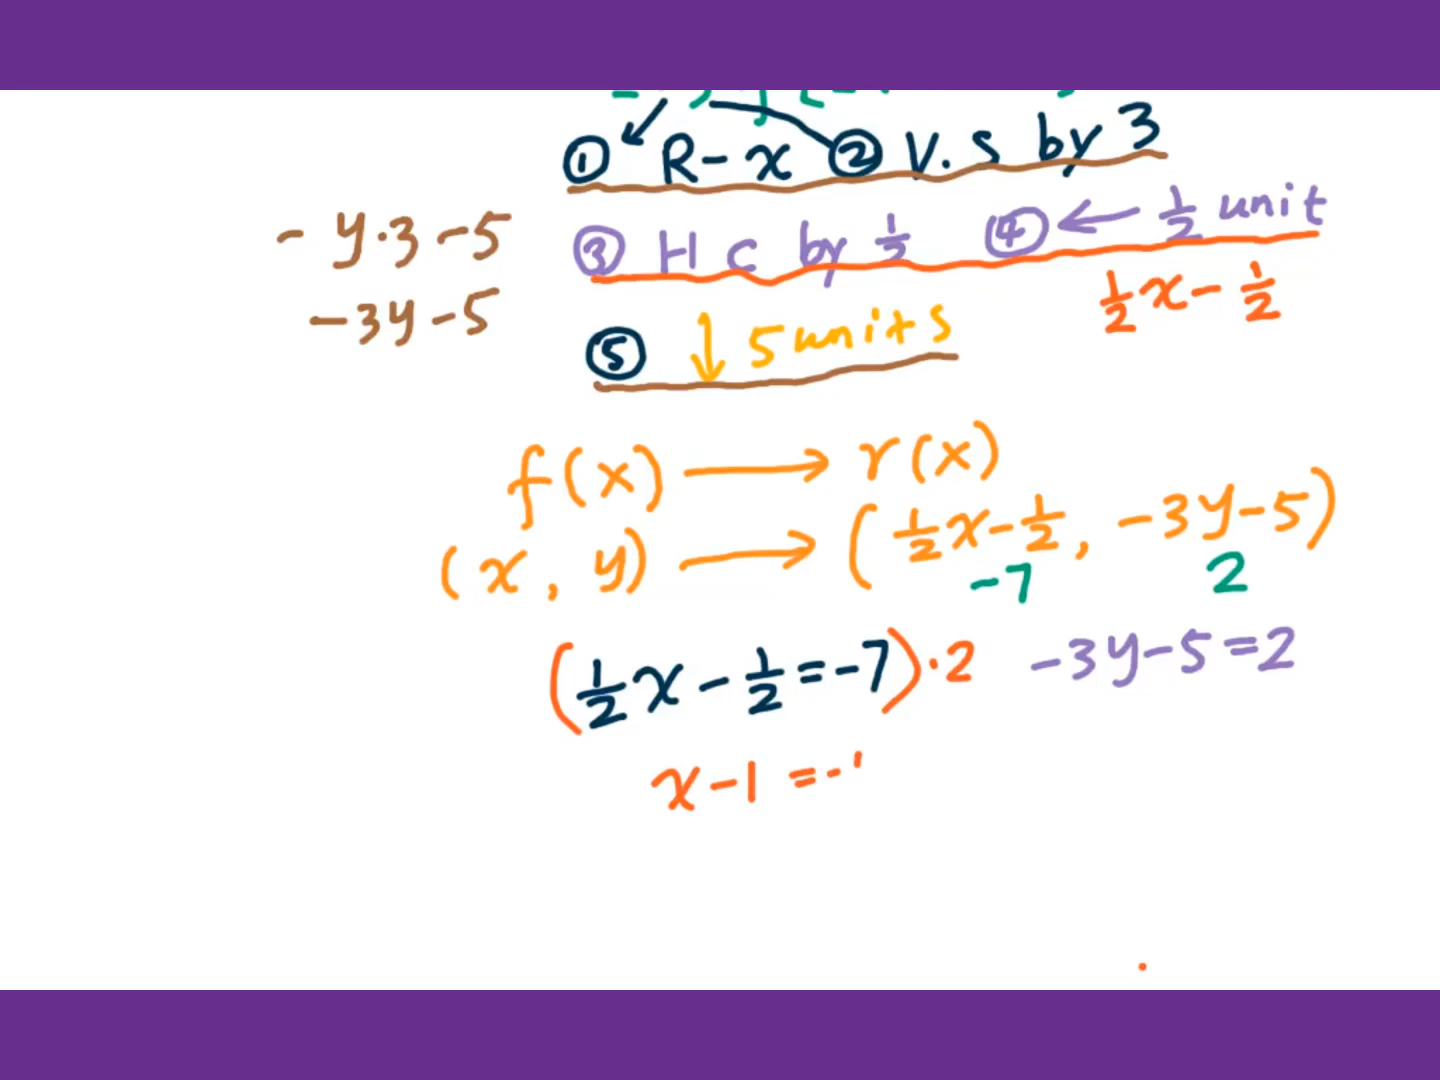 ① R-x ② V.S by 3
- y·3 -5 ③ H C by ½ ④ ← ½ unit
-3y-5 ⑤ ↓ 5 units ½x - ½
f(x) → r(x)
(x, y) → (½x - ½, -3y-5)
-7 2
(½x - ½ = -7)·2 -3y-5=2
x-1 = -